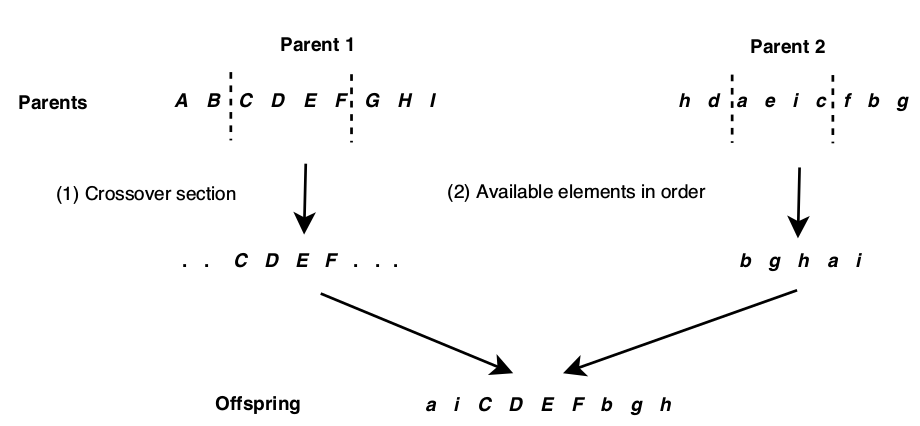 Parent 1 Parent 2
Parents A B C D E F G H I h d a e i c f b g
(1) Crossover section (2) Available elements in order
. . C D E F . . . b g h a i
Offspring a i C D E F b g h